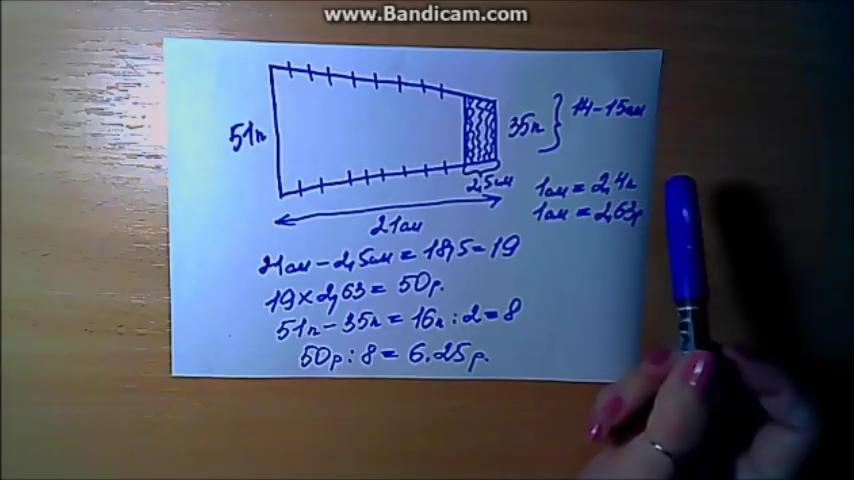 www.Bandicam.com
51п
35п } 14-15см
2,5см
1см = 2,4п
1см = 2,63р
21см
21см - 2,5см = 18,5 = 19
19 × 2,63 = 50р.
51п - 35п = 16п : 2 = 8
50р : 8 = 6.25р.